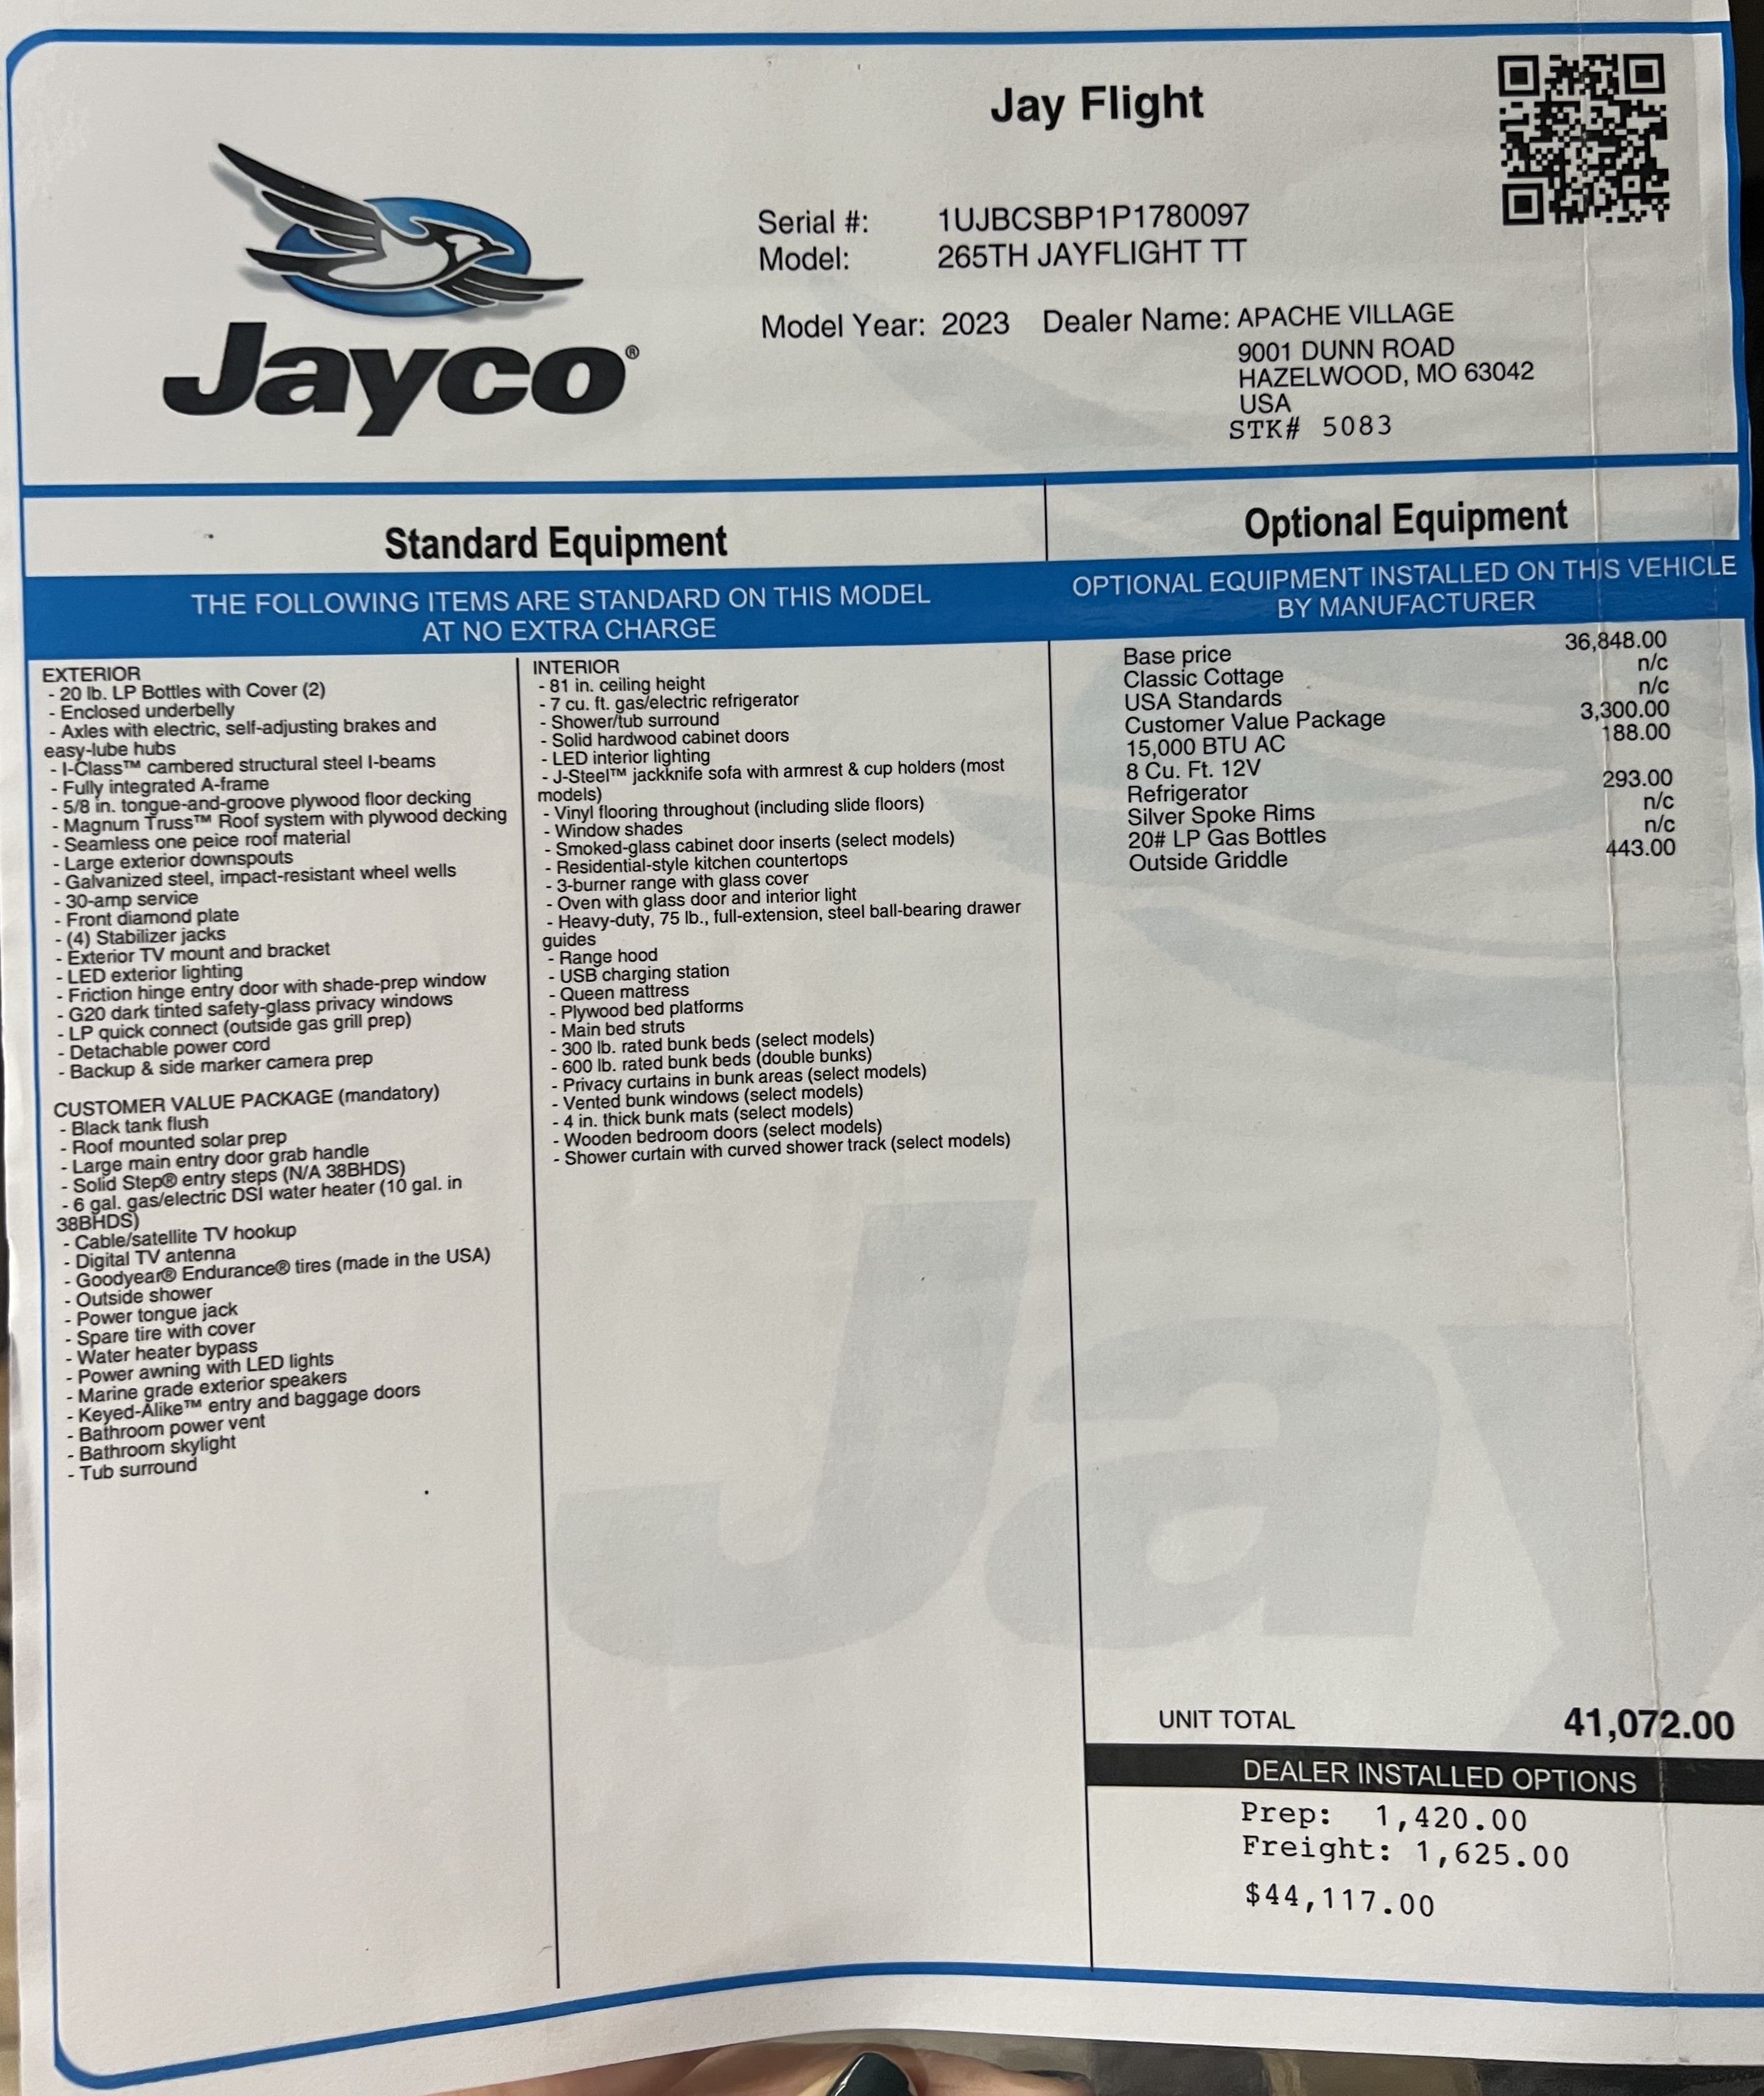 Jay Flight
Jayco®
Serial #: 1UJBCSBP1P1780097
Model: 265TH JAYFLIGHT TT
Model Year: 2023 Dealer Name: APACHE VILLAGE
9001 DUNN ROAD
HAZELWOOD, MO 63042
USA
STK# 5083
Standard Equipment
THE FOLLOWING ITEMS ARE STANDARD ON THIS MODEL
AT NO EXTRA CHARGE
EXTERIOR
- 20 lb. LP Bottles with Cover (2)
- Enclosed underbelly
- Axles with electric, self-adjusting brakes and
easy-lube hubs
- I-Class™ cambered structural steel I-beams
- Fully integrated A-frame
- 5/8 in. tongue-and-groove plywood floor decking
- Magnum Truss™ Roof system with plywood decking
- Seamless one peice roof material
- Large exterior downspouts
- Galvanized steel, impact-resistant wheel wells
- 30-amp service
- Front diamond plate
- (4) Stabilizer jacks
- Exterior TV mount and bracket
- LED exterior lighting
- Friction hinge entry door with shade-prep window
- G20 dark tinted safety-glass privacy windows
- LP quick connect (outside gas grill prep)
- Detachable power cord
- Backup & side marker camera prep
CUSTOMER VALUE PACKAGE (mandatory)
- Black tank flush
- Roof mounted solar prep
- Large main entry door grab handle
- Solid Step® entry steps (N/A 38BHDS)
- 6 gal. gas/electric DSI water heater (10 gal. in
38BHDS)
- Cable/satellite TV hookup
- Digital TV antenna
- Goodyear® Endurance® tires (made in the USA)
- Outside shower
- Power tongue jack
- Spare tire with cover
- Water heater bypass
- Power awning with LED lights
- Marine grade exterior speakers
- Keyed-Alike™ entry and baggage doors
- Bathroom power vent
- Bathroom skylight
- Tub surround
INTERIOR
- 81 in. ceiling height
- 7 cu. ft. gas/electric refrigerator
- Shower/tub surround
- Solid hardwood cabinet doors
- LED interior lighting
- J-Steel™ jackknife sofa with armrest & cup holders (most
models)
- Vinyl flooring throughout (including slide floors)
- Window shades
- Smoked-glass cabinet door inserts (select models)
- Residential-style kitchen countertops
- 3-burner range with glass cover
- Oven with glass door and interior light
- Heavy-duty, 75 lb., full-extension, steel ball-bearing drawer
guides
- Range hood
- USB charging station
- Queen mattress
- Plywood bed platforms
- Main bed struts
- 300 lb. rated bunk beds (select models)
- 600 lb. rated bunk beds (double bunks)
- Privacy curtains in bunk areas (select models)
- Vented bunk windows (select models)
- 4 in. thick bunk mats (select models)
- Wooden bedroom doors (select models)
- Shower curtain with curved shower track (select models)
Optional Equipment
OPTIONAL EQUIPMENT INSTALLED ON THIS VEHICLE
BY MANUFACTURER
Base price 36,848.00
Classic Cottage n/c
USA Standards n/c
Customer Value Package 3,300.00
15,000 BTU AC 188.00
8 Cu. Ft. 12V
Refrigerator 293.00
Silver Spoke Rims n/c
20# LP Gas Bottles n/c
Outside Griddle 443.00
Jay
UNIT TOTAL 41,072.00
DEALER INSTALLED OPTIONS
Prep: 1,420.00
Freight: 1,625.00
$44,117.00